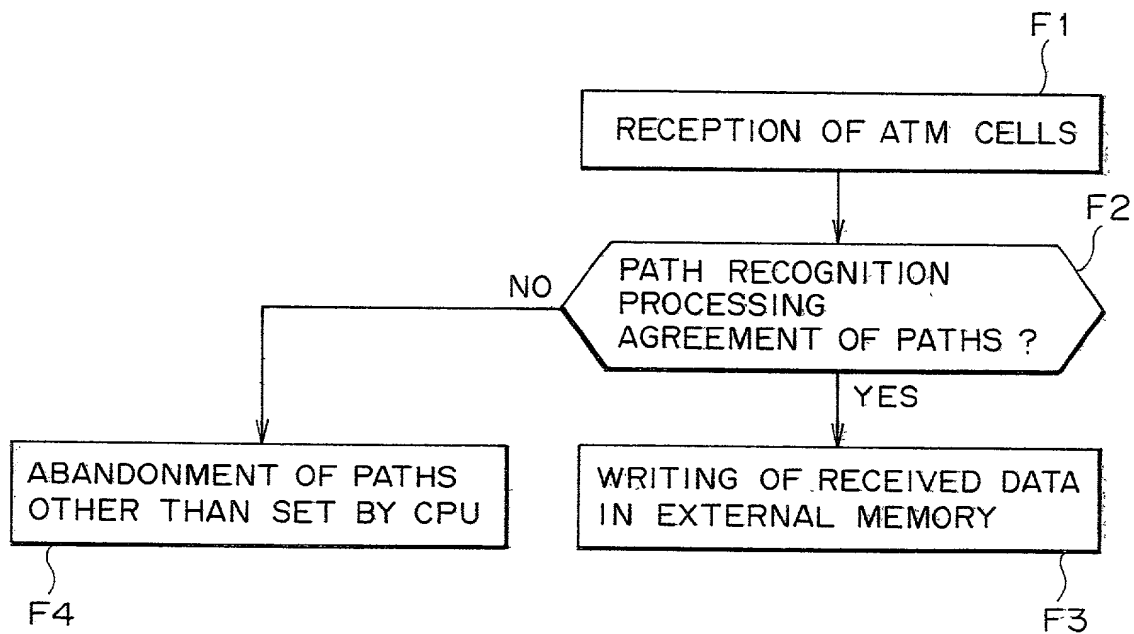 F1
RECEPTION OF ATM CELLS
F2
PATH RECOGNITION
PROCESSING
AGREEMENT OF PATHS ?
NO
YES
ABANDONMENT OF PATHS
OTHER THAN SET BY CPU
WRITING OF RECEIVED DATA
IN EXTERNAL MEMORY
F4
F3